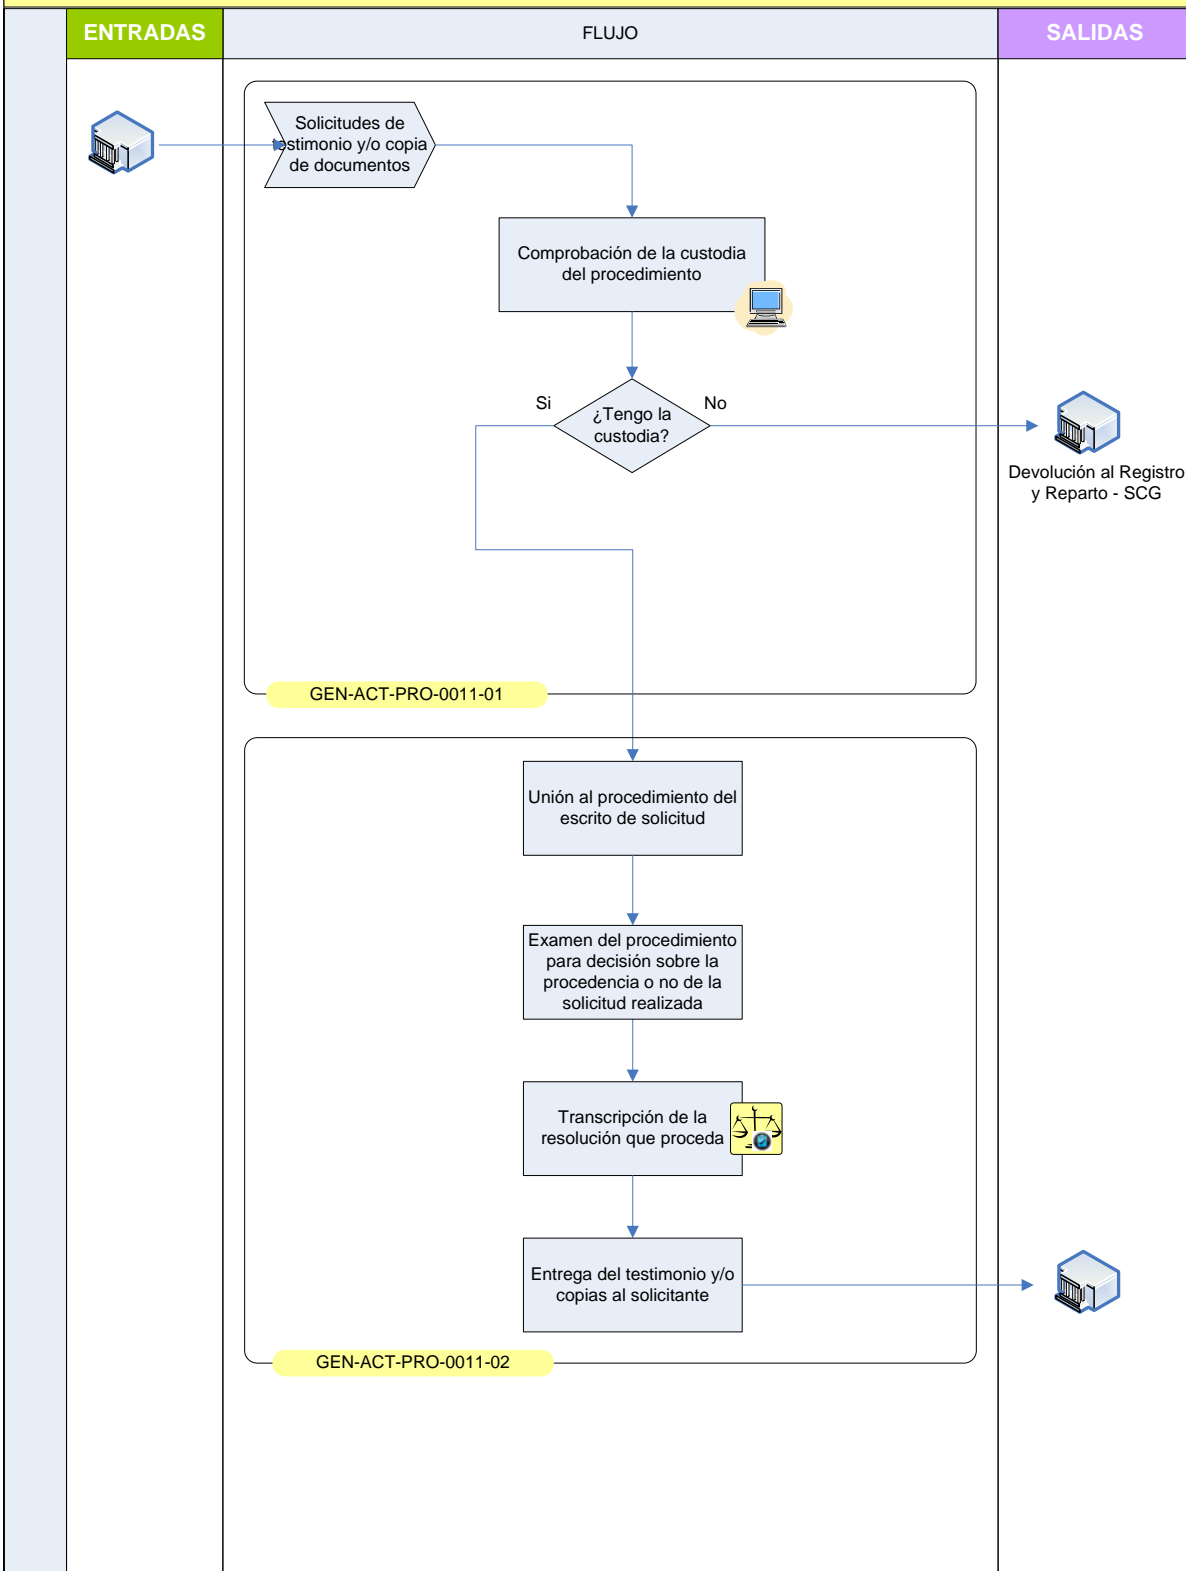 ENTRADAS
FLUJO
SALIDAS
Solicitudes de
testimonio y/o copia
de documentos
Comprobación de la custodia
del procedimiento
Si
¿Tengo la
custodia?
No
Devolución al Registro
y Reparto - SCG
GEN-ACT-PRO-0011-01
Unión al procedimiento del
escrito de solicitud
Examen del procedimiento
para decisión sobre la
procedencia o no de la
solicitud realizada
Transcripción de la
resolución que proceda
Entrega del testimonio y/o
copias al solicitante
GEN-ACT-PRO-0011-02